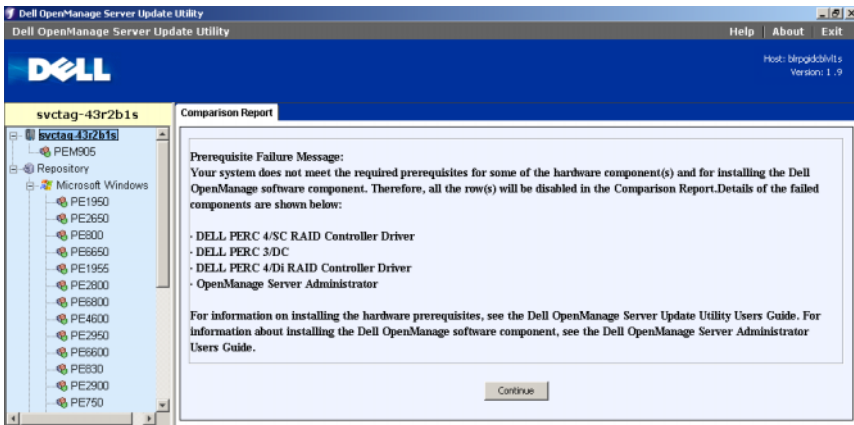 Dell OpenManage Server Update Utility
Dell OpenManage Server Update Utility
Help | About | Exit
DELL
Host: blrpgidcblvl1s
Version: 1 .9
svctag-43r2b1s
Comparison Report
svctag-43r2b1s
PEM905
Repository
Microsoft Windows
PE1950
PE2650
PE800
PE6650
PE1955
PE2800
PE6800
PE4600
PE2950
PE6600
PE830
PE2900
PE750
Prerequisite Failure Message:
Your system does not meet the required prerequisites for some of the hardware component(s) and for installing the Dell
OpenManage software component. Therefore, all the row(s) will be disabled in the Comparison Report.Details of the failed
components are shown below:
- DELL PERC 4/SC RAID Controller Driver
- DELL PERC 3/DC
- DELL PERC 4/Di RAID Controller Driver
- OpenManage Server Administrator
For information on installing the hardware prerequisites, see the Dell OpenManage Server Update Utility Users Guide. For
information about installing the Dell OpenManage software component, see the Dell OpenManage Server Administrator
Users Guide.
Continue